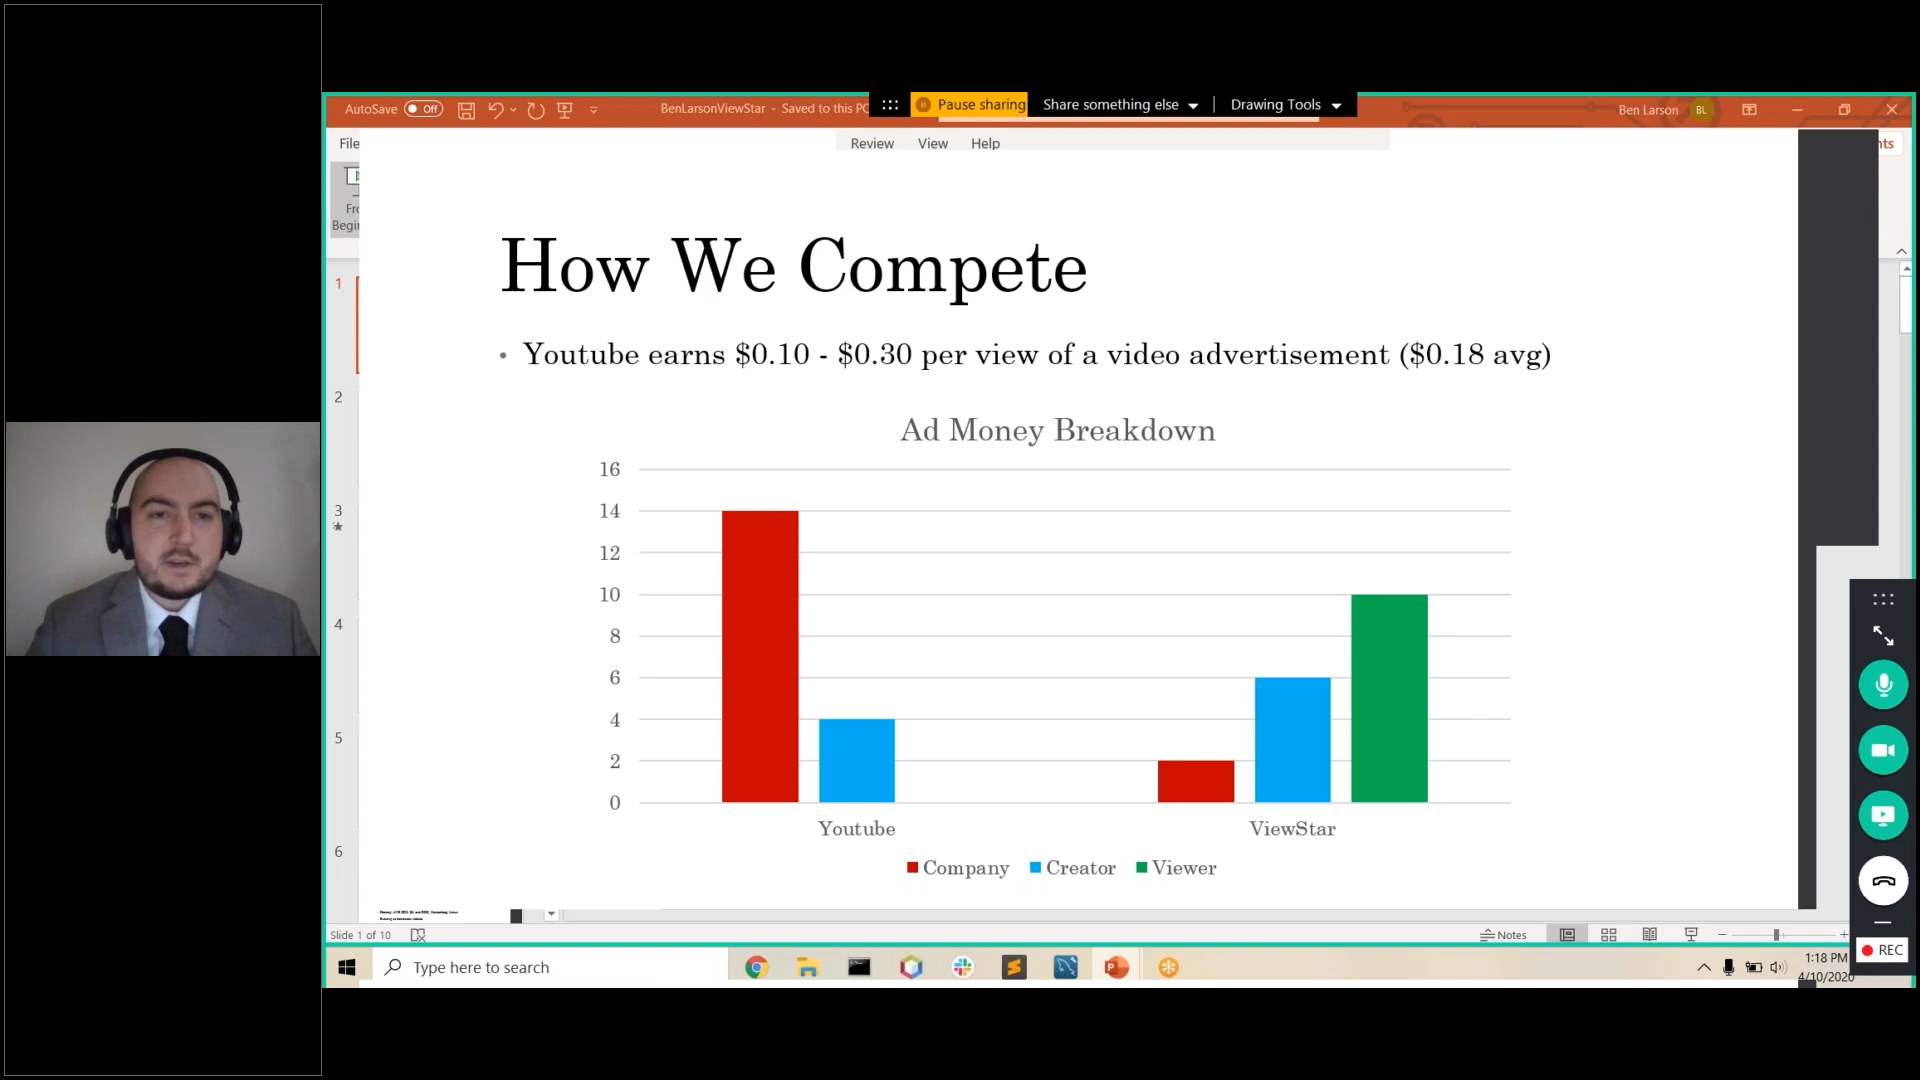 AutoSave Off
BenLarsonViewStar - Saved to this PC
Pause sharing
Share something else
Drawing Tools
Ben Larson BL
File
Review View Help
nts
Fro
Begin
How We Compete
• Youtube earns $0.10 - $0.30 per view of a video advertisement ($0.18 avg)
Ad Money Breakdown
16
14
12
10
8
6
4
2
0
Youtube ViewStar
Company Creator Viewer
1
2
3
4
5
6
Slide 1 of 10
Notes
REC
Type here to search
1:18 PM
4/10/2020